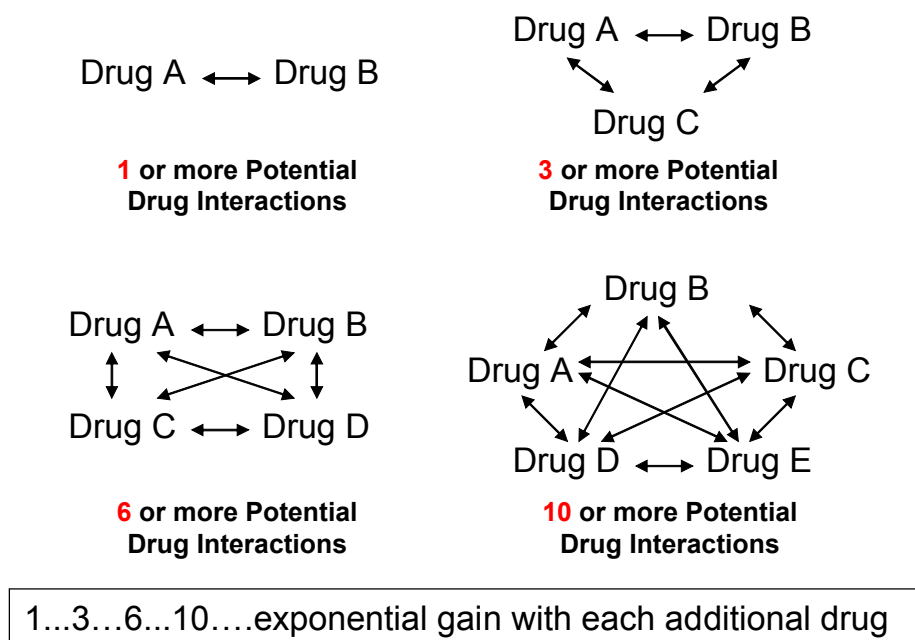 Drug A Drug B
1 or more Potential
Drug Interactions
Drug A Drug B
Drug C
3 or more Potential
Drug Interactions
Drug A Drug B
Drug C Drug D
6 or more Potential
Drug Interactions
Drug B
Drug A Drug C
Drug D Drug E
10 or more Potential
Drug Interactions
1...3…6...10….exponential gain with each additional drug